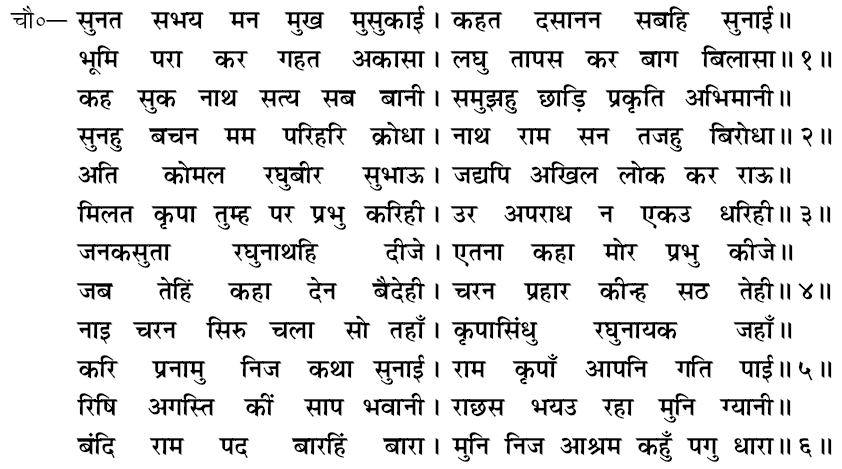 चौ०— सुनत सभय मन मुख मुसुकाई। कहत दसानन सबहि सुनाई॥
भूमि परा कर गहत अकासा। लघु तापस कर बाग बिलासा॥ १॥
कह सुक नाथ सत्य सब बानी। समुझहु छाड़ि प्रकृति अभिमानी॥
सुनहु बचन मम परिहरि क्रोधा। नाथ राम सन तजहु बिरोधा॥ २॥
अति कोमल रघुबीर सुभाऊ। जद्यपि अखिल लोक कर राऊ॥
मिलत कृपा तुम्ह पर प्रभु करिही। उर अपराध न एकउ धरिही॥ ३॥
जनकसुता रघुनाथहि दीजे। एतना कहा मोर प्रभु कीजे॥
जब तेहिं कहा देन बैदेही। चरन प्रहार कीन्ह सठ तेही॥ ४॥
नाइ चरन सिरु चला सो तहाँ। कृपासिंधु रघुनायक जहाँ॥
करि प्रनामु निज कथा सुनाई। राम कृपाँ आपनि गति पाई॥ ५॥
रिषि अगस्ति कीं साप भवानी। राछस भयउ रहा मुनि ग्यानी॥
बंदि राम पद बारहिं बारा। मुनि निज आश्रम कहुँ पगु धारा॥ ६॥